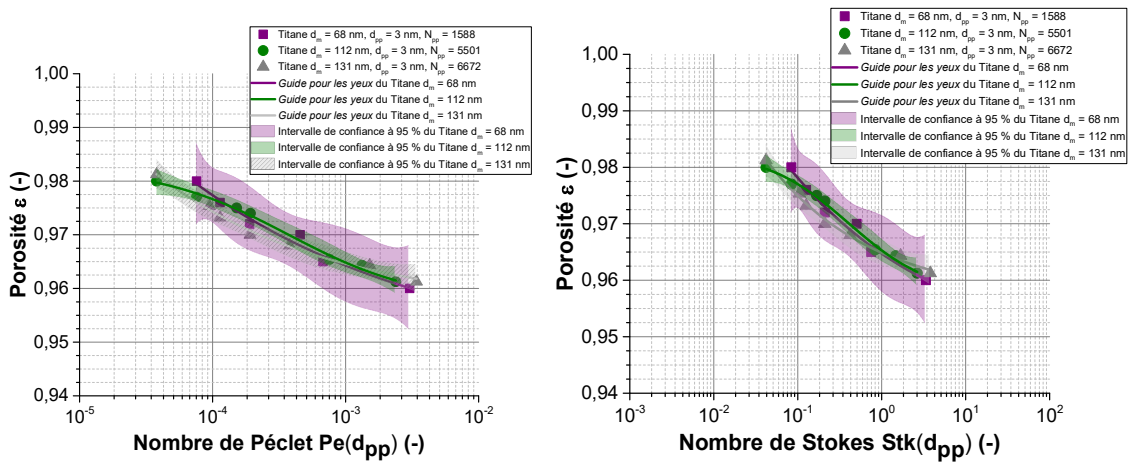 Titane dm = 68 nm, dpp = 3 nm, Npp = 1588
Titane dm = 112 nm, dpp = 3 nm, Npp = 5501
Titane dm = 131 nm, dpp = 3 nm, Npp = 6672
Guide pour les yeux du Titane dm = 68 nm
Guide pour les yeux du Titane dm = 112 nm
Guide pour les yeux du Titane dm = 131 nm
Intervalle de confiance à 95 % du Titane dm = 68 nm
Intervalle de confiance à 95 % du Titane dm = 112 nm
Intervalle de confiance à 95 % du Titane dm = 131 nm
1,00
0,99
0,98
0,97
0,96
0,95
0,94
Porosité ε (-)
10-5
10-4
10-3
10-2
Nombre de Péclet Pe(dpp) (-)
Titane dm = 68 nm, dpp = 3 nm, Npp = 1588
Titane dm = 112 nm, dpp = 3 nm, Npp = 5501
Titane dm = 131 nm, dpp = 3 nm, Npp = 6672
Guide pour les yeux du Titane dm = 68 nm
Guide pour les yeux du Titane dm = 112 nm
Guide pour les yeux du Titane dm = 131 nm
Intervalle de confiance à 95 % du Titane dm = 68 nm
Intervalle de confiance à 95 % du Titane dm = 112 nm
Intervalle de confiance à 95 % du Titane dm = 131 nm
1,00
0,99
0,98
0,97
0,96
0,95
0,94
Porosité ε (-)
10-3
10-2
10-1
100
101
102
Nombre de Stokes Stk(dpp) (-)